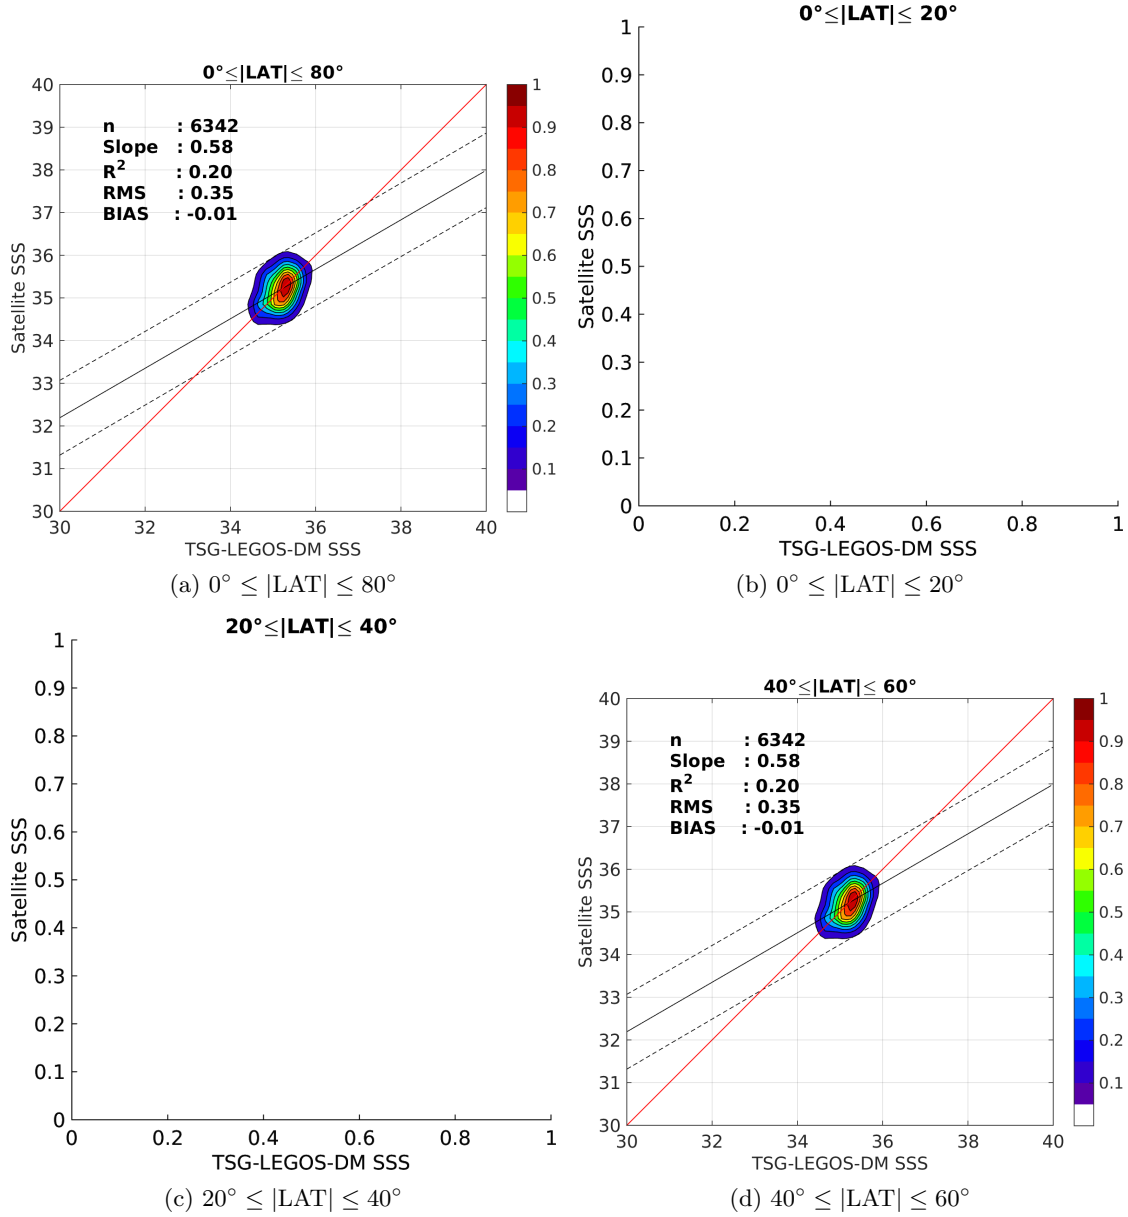 0°≤|LAT|≤ 80°
40
39
38
37
36
35
34
33
32
31
30
n : 6342
Slope : 0.58
R² : 0.20
RMS : 0.35
BIAS : -0.01
30 32 34 36 38 40
Satellite SSS
TSG-LEGOS-DM SSS
1
0.9
0.8
0.7
0.6
0.5
0.4
0.3
0.2
0.1
(a) 0° ≤ |LAT| ≤ 80°
0°≤|LAT|≤ 20°
1
0.9
0.8
0.7
0.6
0.5
0.4
0.3
0.2
0.1
0
0 0.2 0.4 0.6 0.8 1
Satellite SSS
TSG-LEGOS-DM SSS
(b) 0° ≤ |LAT| ≤ 20°
20°≤|LAT|≤ 40°
1
0.9
0.8
0.7
0.6
0.5
0.4
0.3
0.2
0.1
0
0 0.2 0.4 0.6 0.8 1
Satellite SSS
TSG-LEGOS-DM SSS
(c) 20° ≤ |LAT| ≤ 40°
40°≤|LAT|≤ 60°
40
39
38
37
36
35
34
33
32
31
30
n : 6342
Slope : 0.58
R² : 0.20
RMS : 0.35
BIAS : -0.01
30 32 34 36 38 40
Satellite SSS
TSG-LEGOS-DM SSS
1
0.9
0.8
0.7
0.6
0.5
0.4
0.3
0.2
0.1
(d) 40° ≤ |LAT| ≤ 60°